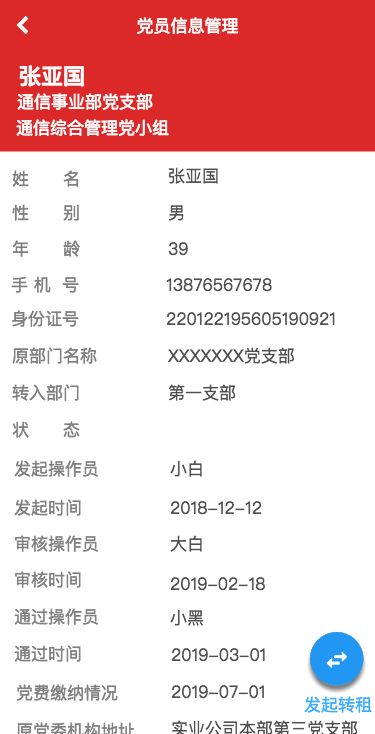 党员信息管理
张亚国
通信事业部党支部
通信综合管理党小组
姓 名 张亚国
性 别 男
年 龄 39
手 机 号 13876567678
身份证号 220122195605190921
原部门名称 XXXXXXX党支部
转入部门 第一支部
状 态
发起操作员 小白
发起时间 2018-12-12
审核操作员 大白
审核时间 2019-02-18
通过操作员 小黑
通过时间 2019-03-01
党费缴纳情况 2019-07-01
发起转租
原党委机构地址 实业公司本部第三党支部